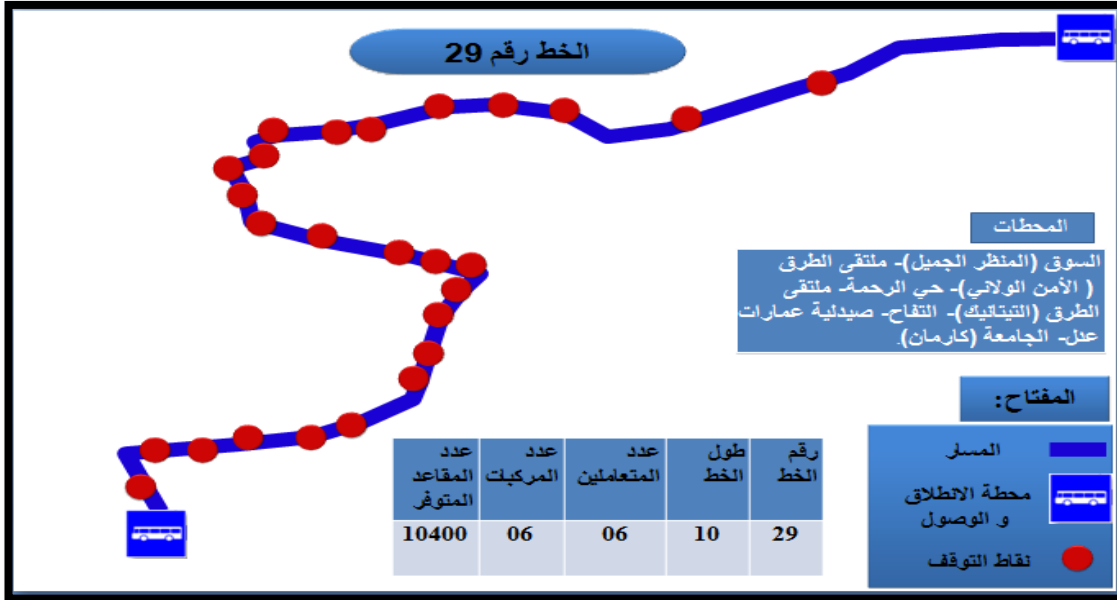 الخط رقم 29
المحطات
السوق (المنظر الجميل)- ملتقى الطرق
( الأمن الولائي)- حي الرحمة- ملتقى
الطرق (التيتانيك)- التفاح- صيدلية عمارات
عدل- الجامعة (كارمان).
المفتاح:
المسار
محطة الانطلاق
و الوصول
نقاط التوقف
رقم الخط
طول الخط
عدد المتعاملين
عدد المركبات
عدد المقاعد المتوفر
29 10 06 06 10400